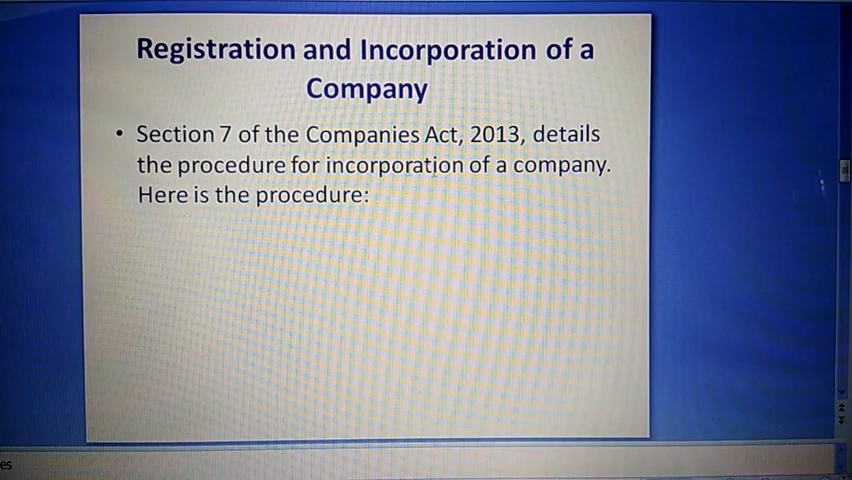 Registration and Incorporation of a
Company
• Section 7 of the Companies Act, 2013, details
the procedure for incorporation of a company.
Here is the procedure:
es